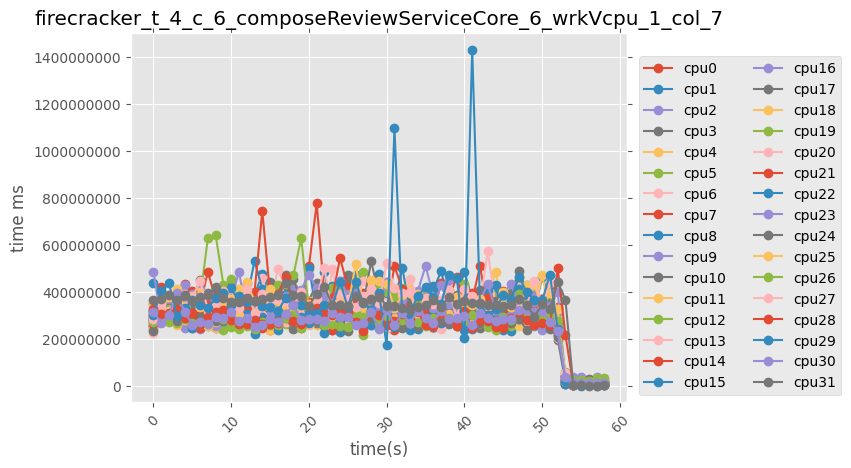 firecracker_t_4_c_6_composeReviewServiceCore_6_wrkVcpu_1_col_7
1400000000
1200000000
1000000000
800000000
600000000
400000000
200000000
0
time ms
0
10
20
30
40
50
60
time(s)
cpu0
cpu1
cpu2
cpu3
cpu4
cpu5
cpu6
cpu7
cpu8
cpu9
cpu10
cpu11
cpu12
cpu13
cpu14
cpu15
cpu16
cpu17
cpu18
cpu19
cpu20
cpu21
cpu22
cpu23
cpu24
cpu25
cpu26
cpu27
cpu28
cpu29
cpu30
cpu31